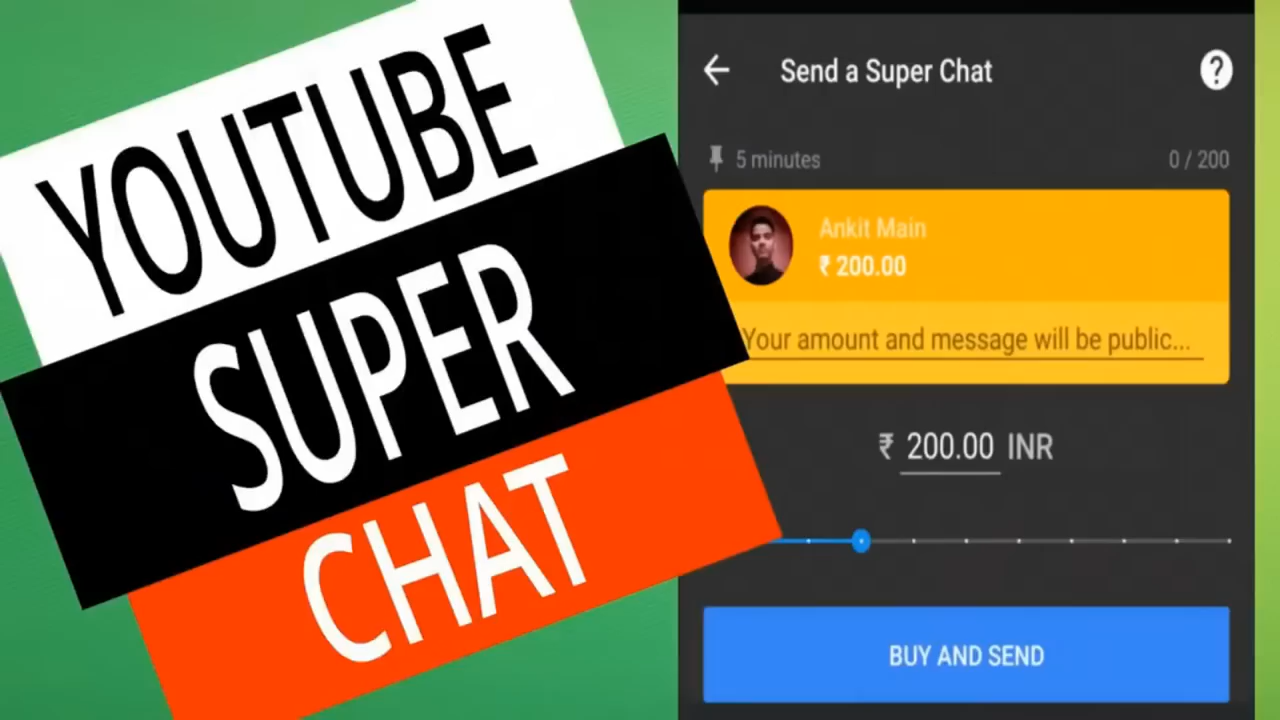 YOUTUBE
SUPER
CHAT
Send a Super Chat
?
5 minutes
0 / 200
Ankit Main
₹ 200.00
Your amount and message will be public...
₹ 200.00 INR
BUY AND SEND